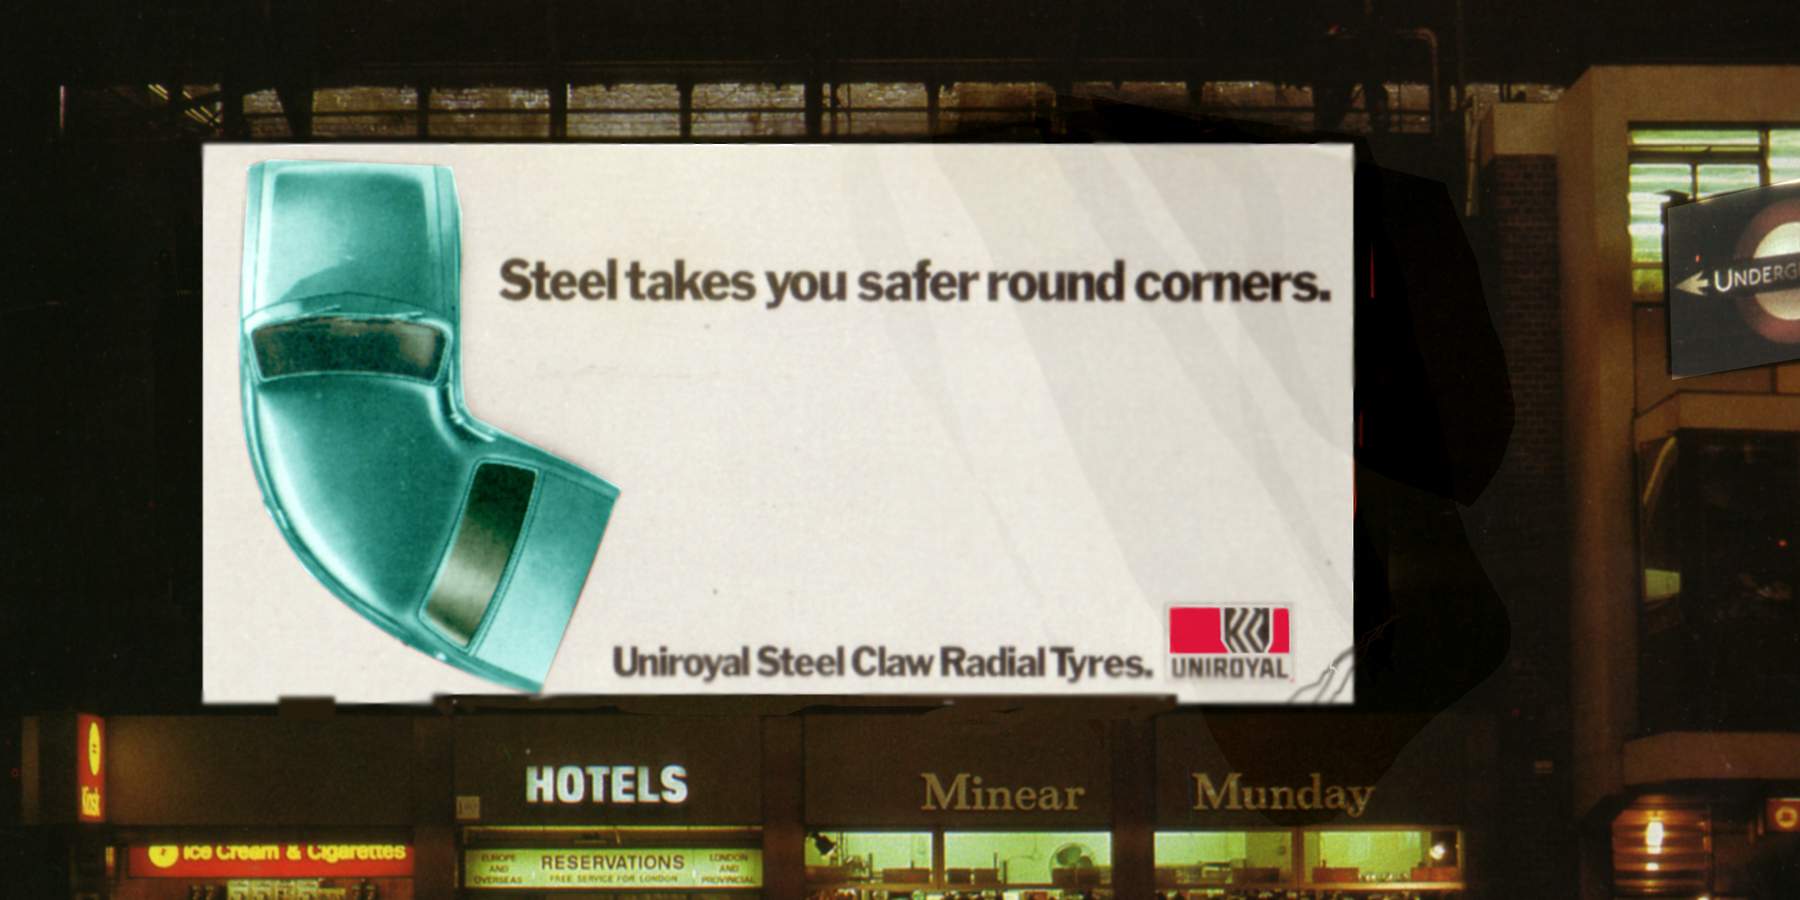 Steel takes you safer round corners.
Uniroyal Steel Claw Radial Tyres.
UNIROYAL
HOTELS
Minear
Munday
Kiosk
Ice Cream & Cigarettes
EUROPE
AND
OVERSEAS
RESERVATIONS
FREE SERVICE FOR LONDON
LONDON
AND
PROVINCIAL